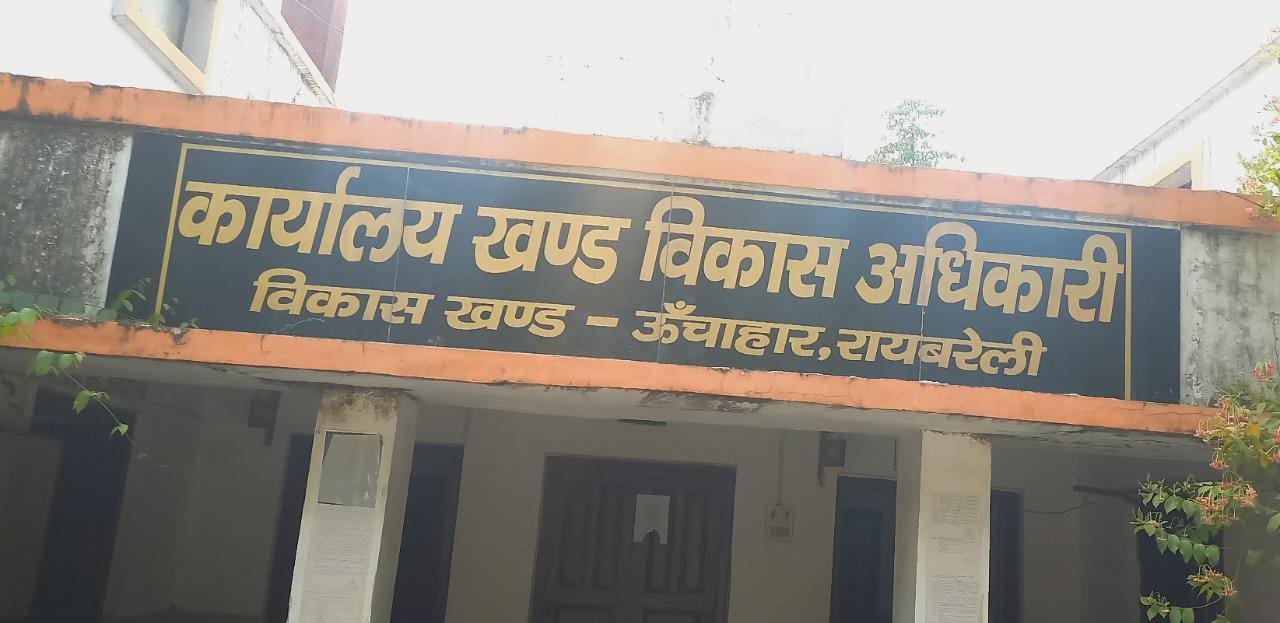 कार्यालय खण्ड विकास अधिकारी
विकास खण्ड - ऊँचाहार,रायबरेली